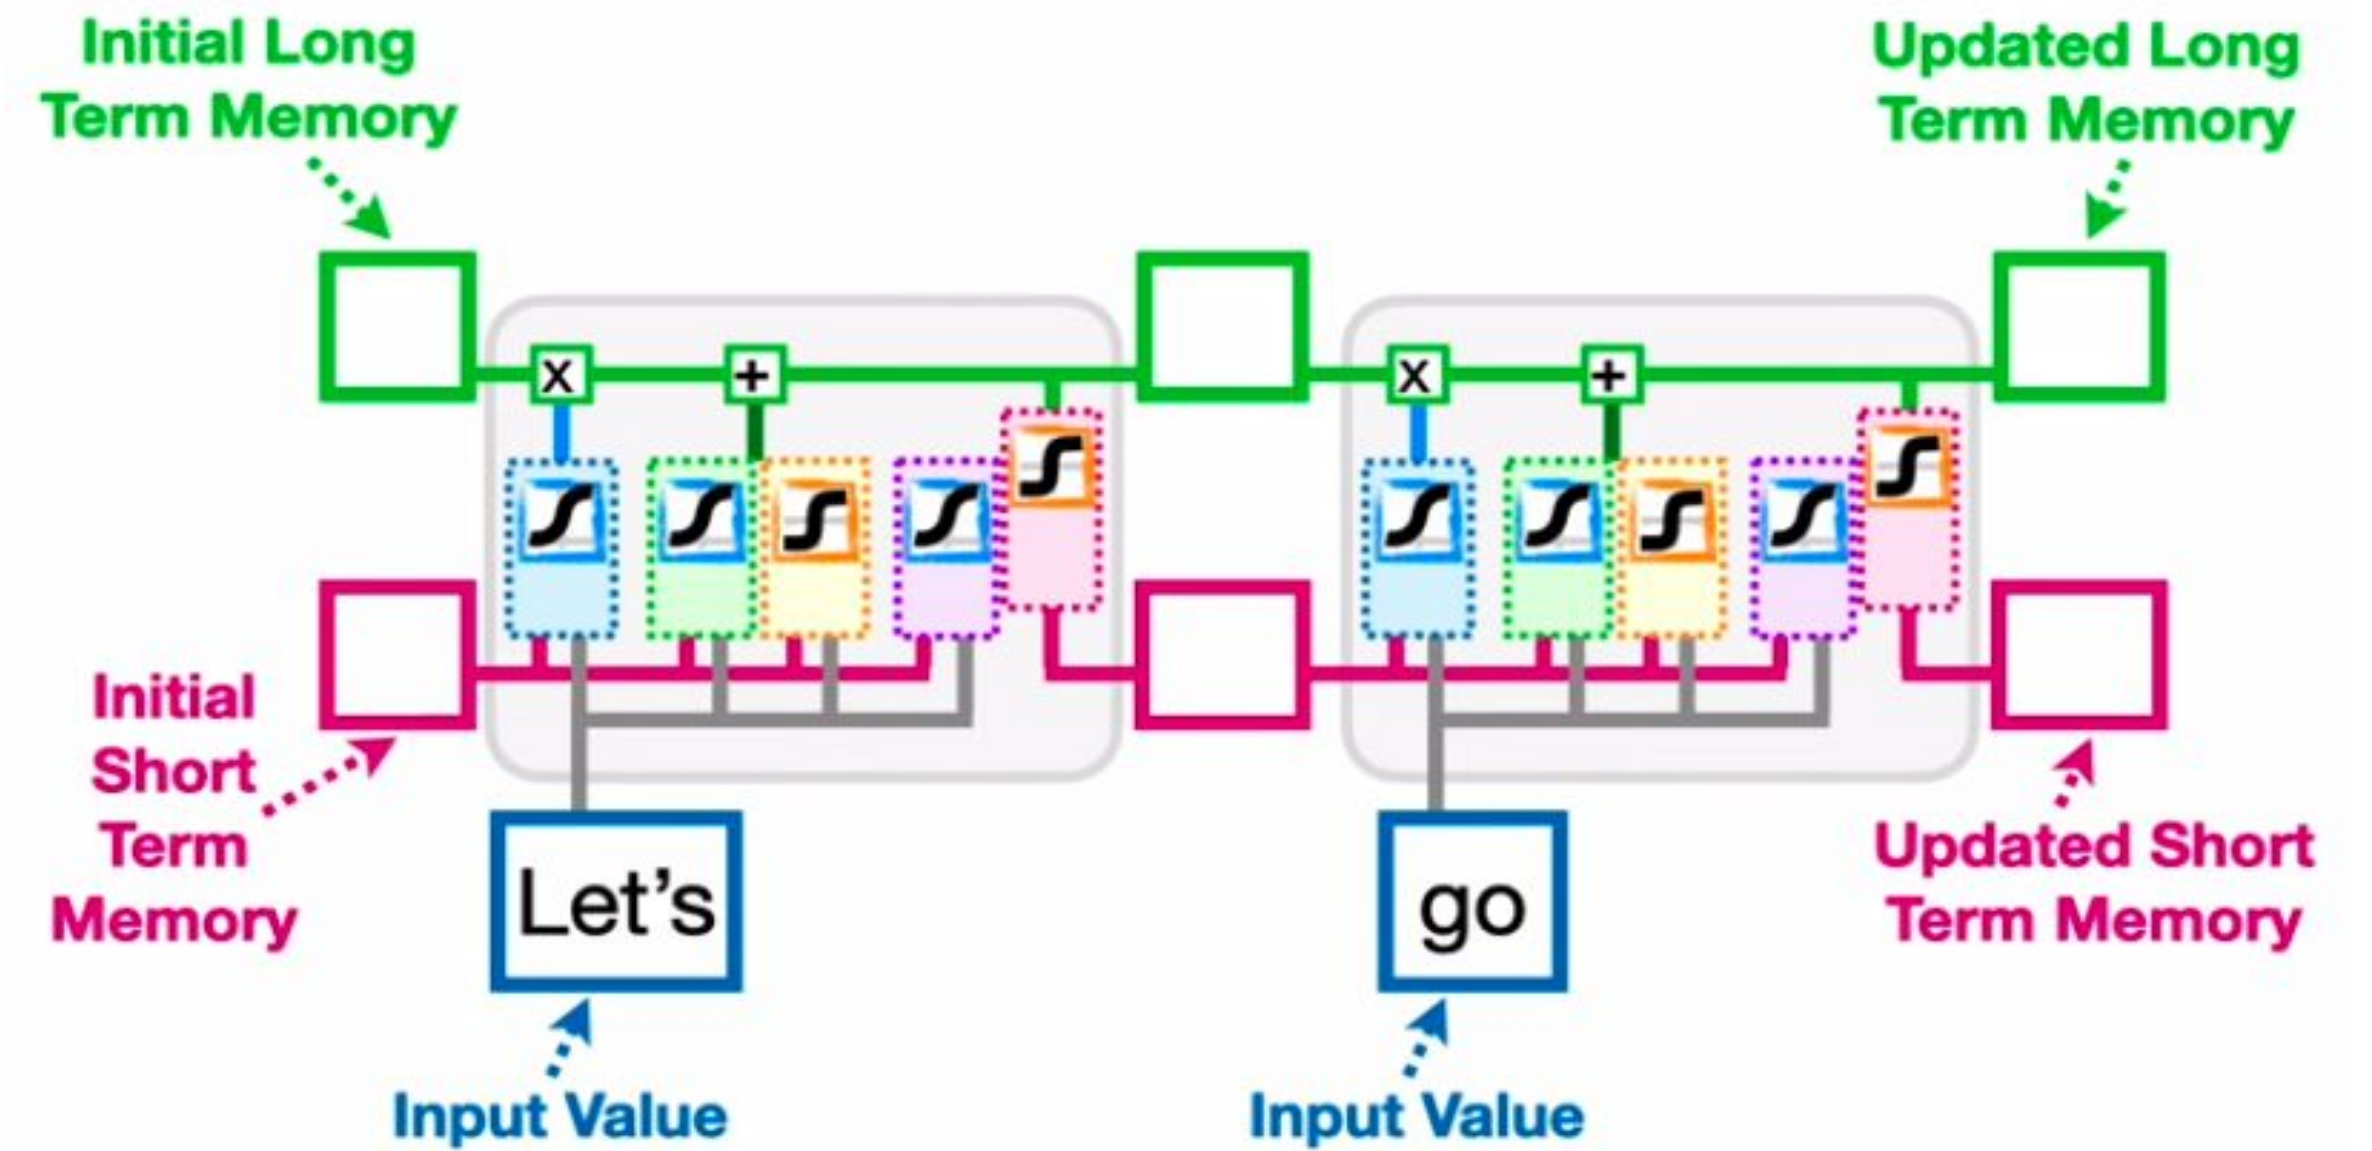 Initial Long
Term Memory
Updated Long
Term Memory
x
+
x
+
Initial
Short
Term
Memory
Let's
go
Updated Short
Term Memory
Input Value
Input Value